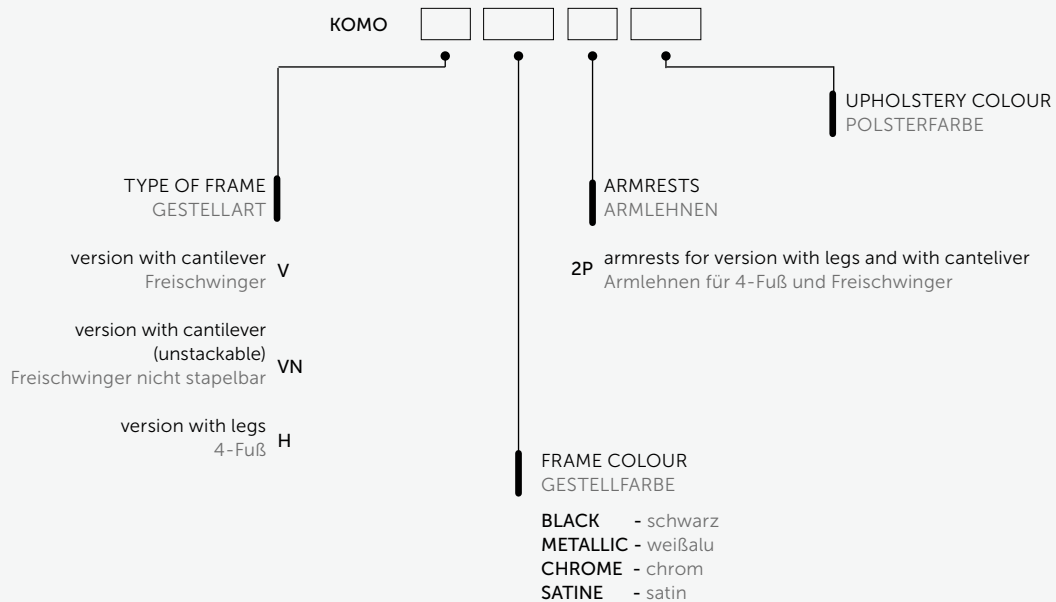 KOMO
UPHOLSTERY COLOUR
POLSTERFARBE
TYPE OF FRAME
GESTELLART
version with cantilever
Freischwinger
V
version with cantilever
(unstackable)
Freischwinger nicht stapelbar
VN
version with legs
4-Fuß
H
ARMRESTS
ARMLEHNEN
2P
armrests for version with legs and with canteliver
Armlehnen für 4-Fuß und Freischwinger
FRAME COLOUR
GESTELLFARBE
BLACK - schwarz
METALLIC - weißalu
CHROME - chrom
SATINE - satin